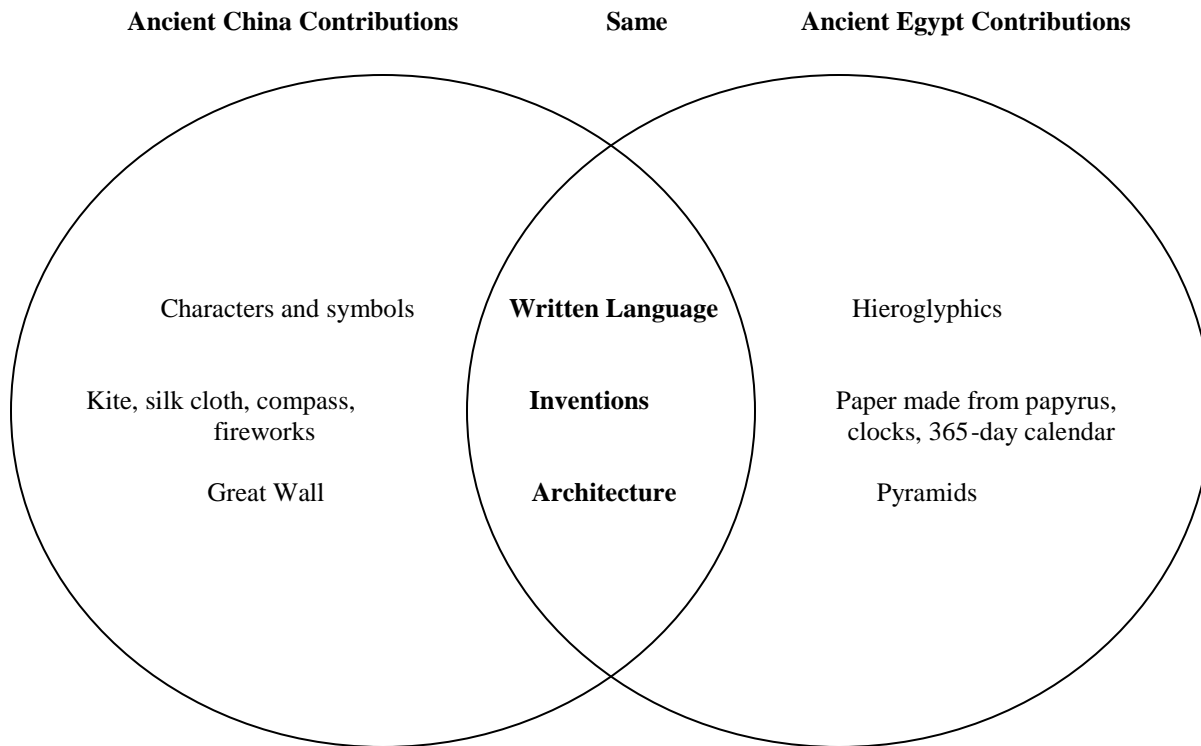 Ancient China Contributions Same Ancient Egypt Contributions
Characters and symbols Written Language Hieroglyphics
Kite, silk cloth, compass, Inventions Paper made from papyrus,
fireworks clocks, 365-day calendar
Great Wall Architecture Pyramids